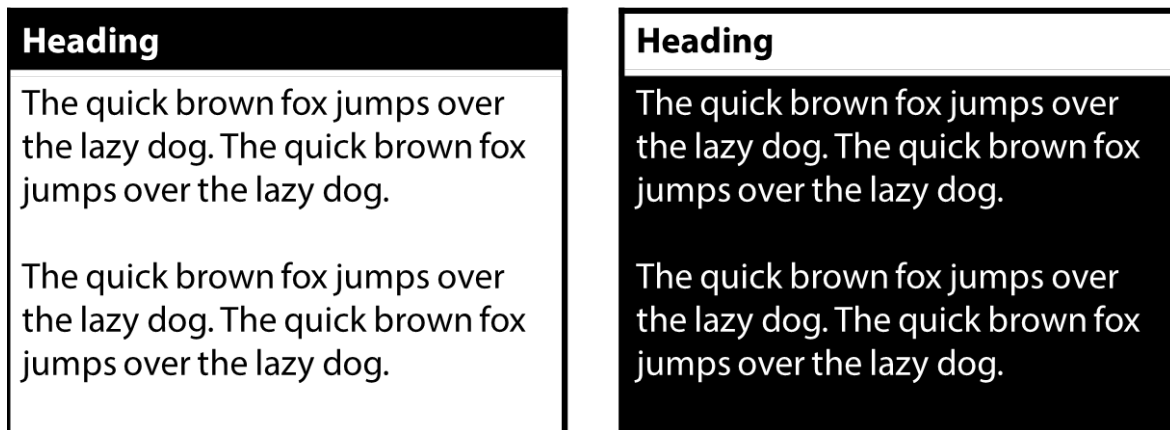 Heading
The quick brown fox jumps over
the lazy dog. The quick brown fox
jumps over the lazy dog.
The quick brown fox jumps over
the lazy dog. The quick brown fox
jumps over the lazy dog.
Heading
The quick brown fox jumps over
the lazy dog. The quick brown fox
jumps over the lazy dog.
The quick brown fox jumps over
the lazy dog. The quick brown fox
jumps over the lazy dog.